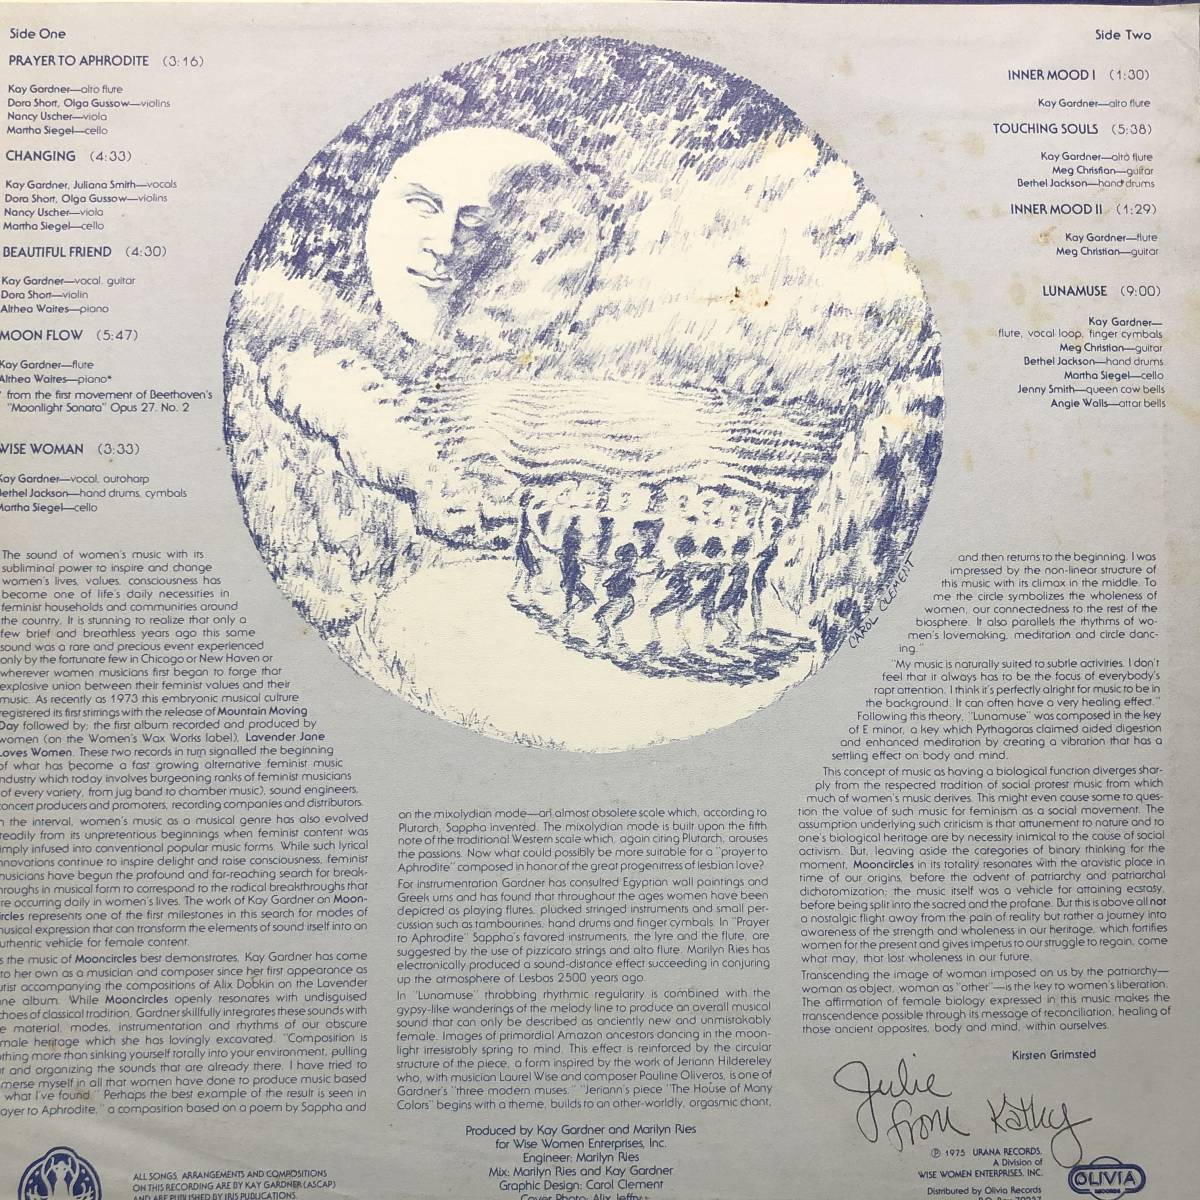 Side One
PRAYER TO APHRODITE (3:16)
Kay Gardner—alto flute
Dora Short, Olga Gussow—violins
Nancy Uscher—viola
Martha Siegel—cello
CHANGING (4:33)
Kay Gardner, Juliana Smith—vocals
Dora Short, Olga Gussow—violins
Nancy Uscher—viola
Martha Siegel—cello
BEAUTIFUL FRIEND (4:30)
Kay Gardner—vocal, guitar
Dora Short—violin
Althea Waites—piano
MOON FLOW (5:47)
Kay Gardner—flute
Althea Waites—piano*
* from the first movement of Beethoven's
"Moonlight Sonata" Opus 27. No. 2
WISE WOMAN (3:33)
Kay Gardner—vocal, autoharp
Bethel Jackson—hand drums, cymbals
Martha Siegel—cello
Side Two
INNER MOOD I (1:30)
Kay Gardner—alto flute
TOUCHING SOULS (5:38)
Kay Gardner—alto flute
Meg Christian—guitar
Bethel Jackson—hand drums
INNER MOOD II (1:29)
Kay Gardner—flute
Meg Christian—guitar
LUNAMUSE (9:00)
Kay Gardner—
flute, vocal loop, finger cymbals
Meg Christian—guitar
Bethel Jackson—hand drums
Martha Siegel—cello
Jenny Smith—queen cow bells
Angie Walls—attar bells
CAROL CLEMENT
The sound of women's music with its
subliminal power to inspire and change
women's lives, values, consciousness has
become one of life's daily necessities in
feminist households and communities around
the country. It is stunning to realize that only a
few brief and breathless years ago this same
sound was a rare and precious event experienced
only by the fortunate few in Chicago or New Haven or
wherever women musicians first began to forge that
explosive union between their feminist values and their
music. As recently as 1973 this embryonic musical culture
registered its first stirrings with the release of Mountain Moving
Day followed by; the first album recorded and produced by
women (on the Women's Wax Works label), Lavender Jane
Loves Women. These two records in turn signalled the beginning
of what has become a fast growing alternative feminist music
industry which today involves burgeoning ranks of feminist musicians
(of every variety, from jug band to chamber music), sound engineers,
concert producers and promoters, recording companies and distributors.
In the interval, women's music as a musical genre has also evolved
steadily from its unpretentious beginnings when feminist content was
simply infused into conventional popular music forms. While such lyrical
innovations continue to inspire delight and raise consciousness, feminist
musicians have begun the profound and far-reaching search for break-
throughs in musical form to correspond to the radical breakthroughs that
are occurring daily in women's lives. The work of Kay Gardner on Moon-
circles represents one of the first milestones in this search for modes of
musical expression that can transform the elements of sound itself into an
authentic vehicle for female content.
As the music of Mooncircles best demonstrates, Kay Gardner has come
into her own as a musician and composer since her first appearance as
flutist accompanying the compositions of Alix Dobkin on the Lavender
Jane album. While Mooncircles openly resonates with undisguised
echoes of classical tradition, Gardner skillfully integrates these sounds with
the material, modes, instrumentation and rhythms of our obscure
female heritage which she has lovingly excavated. "Composition is
nothing more than sinking yourself totally into your environment, pulling
out and organizing the sounds that are already there. I have tried to
immerse myself in all that women have done to produce music based
on what I've found." Perhaps the best example of the result is seen in
"Prayer to Aphrodite," a composition based on a poem by Sappha and
on the mixolydian mode—an almost obsolete scale which, according to
Plutarch, Sappha invented. The mixolydian mode is built upon the fifth
note of the traditional Western scale which, again citing Plutarch, arouses
the passions. Now what could possibly be more suitable for a "prayer to
Aphrodite" composed in honor of the great progenitress of lesbian love?
For instrumentation Gardner has consulted Egyptian wall paintings and
Greek urns and has found that throughout the ages women have been
depicted as playing flutes, plucked stringed instruments and small per-
cussion such as tambourines, hand drums and finger cymbals. In "Prayer
to Aphrodite" Sappha's favored instruments, the lyre and the flute, are
suggested by the use of pizzicato strings and alto flute. Marilyn Ries has
electronically produced a sound-distance effect succeeding in conjuring
up the atmosphere of Lesbos 2500 years ago.
In "Lunamuse" throbbing rhythmic regularity is combined with the
gypsy-like wanderings of the melody line to produce an overall musical
sound that can only be described as anciently new and unmistakably
female. Images of primordial Amazon ancestors dancing in the moon-
light irresistably spring to mind. This effect is reinforced by the circular
structure of the piece, a form inspired by the work of Jeriann Hildereley
who, with musician Laurel Wise and composer Pauline Oliveros, is one of
Gardner's "three modern muses." "Jeriann's piece 'The House of Many
Colors' begins with a theme, builds to an other-worldly, orgasmic chant,
and then returns to the beginning. I was
impressed by the non-linear structure of
this music with its climax in the middle. To
me the circle symbolizes the wholeness of
women, our connectedness to the rest of the
biosphere. It also parallels the rhythms of wo-
men's lovemaking, meditation and circle danc-
ing."
"My music is naturally suited to subtle activities. I don't
feel that it always has to be the focus of everybody's
rapt attention. I think it's perfectly alright for music to be in
the background. It can often have a very healing effect."
Following this theory, "Lunamuse" was composed in the key
of E minor, a key which Pythagoras claimed aided digestion
and enhanced meditation by creating a vibration that has a
settling effect on body and mind.
This concept of music as having a biological function diverges shar-
ply from the respected tradition of social protest music from which
much of women's music derives. This might even cause some to ques-
tion the value of such music for feminism as a social movement. The
assumption underlying such criticism is that attunement to nature and to
one's biological heritage are by necessity inimical to the cause of social
activism. But, leaving aside the categories of binary thinking for the
moment, Mooncircles in its totality resonates with the atavistic place in
time of our origins, before the advent of patriarchy and patriarchal
dichotomization; the music itself was a vehicle for attaining ecstasy,
before being split into the sacred and the profane. But this is above all not
a nostalgic flight away from the pain of reality but rather a journey into
awareness of the strength and wholeness in our heritage, which fortifies
women for the present and gives impetus to our struggle to regain, come
what may, that lost wholeness in our future.
Transcending the image of woman imposed on us by the patriarchy—
woman as object, woman as "other"—is the key to women's liberation.
The affirmation of female biology expressed in this music makes the
transcendence possible through its message of reconciliation, healing of
those ancient opposites, body and mind, within ourselves.
Kirsten Grimsted
Julie
from Kathy
Produced by Kay Gardner and Marilyn Ries
for Wise Women Enterprises, Inc.
Engineer: Marilyn Ries
Mix: Marilyn Ries and Kay Gardner
Graphic Design: Carol Clement
Cover Photo: Alix Jeffry
ALL SONGS, ARRANGEMENTS AND COMPOSITIONS
ON THIS RECORDING ARE BY KAY GARDNER (ASCAP)
AND ARE PUBLISHED BY IRIS PUBLICATIONS.
℗ 1975 URANA RECORDS.
A Division of
WISE WOMEN ENTERPRISES, INC.
Distributed by Olivia Records
OLIVIA
RECORDS